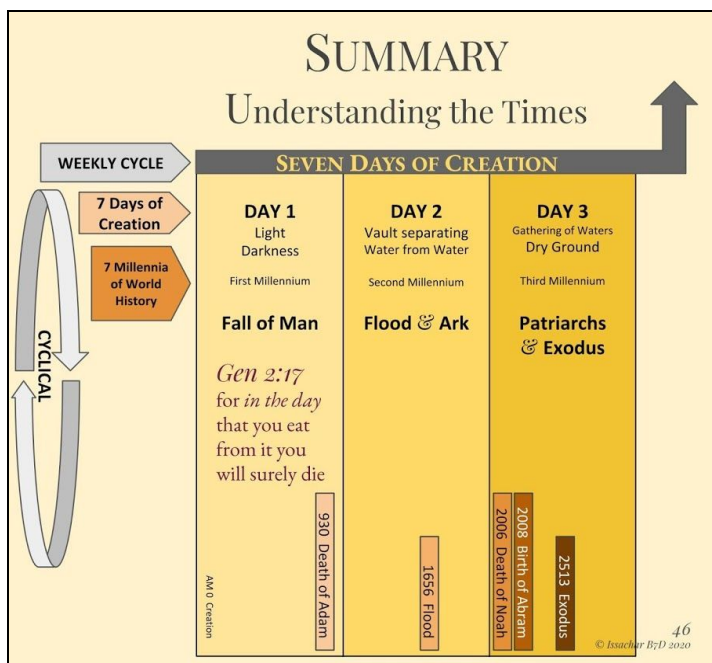 SUMMARY
Understanding the Times
WEEKLY CYCLE
SEVEN DAYS OF CREATION
7 Days of
Creation
7 Millennia
of World
History
CYCLICAL
DAY 1
Light
Darkness
First Millennium
Fall of Man
Gen 2:17
for in the day
that you eat
from it you
will surely die
AM 0 Creation
930 Death of Adam
DAY 2
Vault separating
Water from Water
Second Millennium
Flood & Ark
1656 Flood
DAY 3
Gathering of Waters
Dry Ground
Third Millennium
Patriarchs
& Exodus
2006 Death of Noah
2008 Birth of Abram
2513 Exodus
46
© Issachar B7D 2020